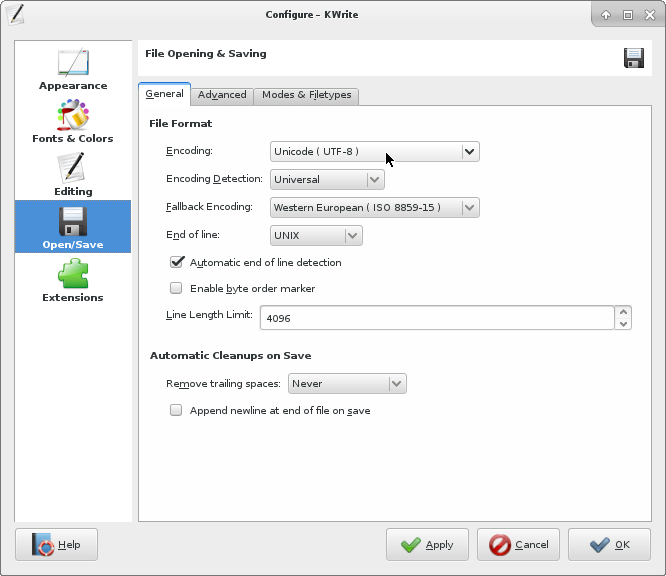 Configure – KWrite
Appearance
Fonts & Colors
Editing
Open/Save
Extensions
File Opening & Saving
General
Advanced
Modes & Filetypes
File Format
Encoding:
Unicode ( UTF-8 )
Encoding Detection:
Universal
Fallback Encoding:
Western European ( ISO 8859-15 )
End of line:
UNIX
Automatic end of line detection
Enable byte order marker
Line Length Limit:
4096
Automatic Cleanups on Save
Remove trailing spaces:
Never
Append newline at end of file on save
Help
Apply
Cancel
OK